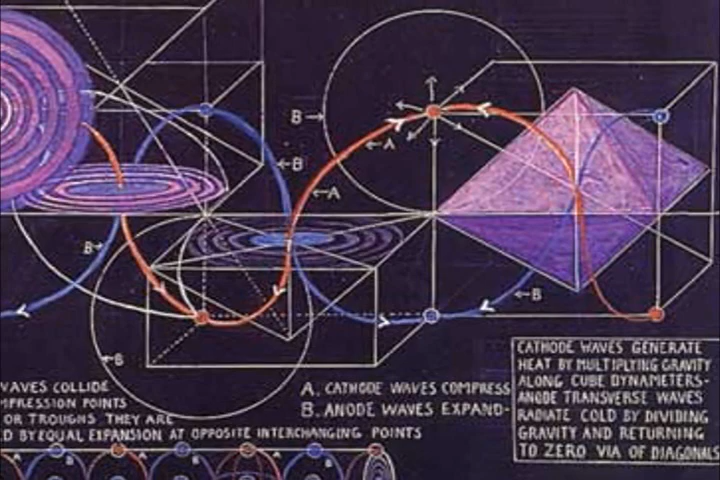 B→
←A
←B
←A
B
←B
←B
WAVES COLLIDE
MPRESSION POINTS
OR TROUGHS THEY ARE
D BY EQUAL EXPANSION AT OPPOSITE INTERCHANGING POINTS
A. CATHODE WAVES COMPRESS
B. ANODE WAVES EXPAND-
CATHODE WAVES GENERATE
HEAT BY MULTIPLYING GRAVITY
ALONG CUBE DYNAMETERS-
ANODE TRANSVERSE WAVES
RADIATE COLD BY DIVIDING
GRAVITY AND RETURNING
TO ZERO VIA OF DIAGONALS
A B A B A B A